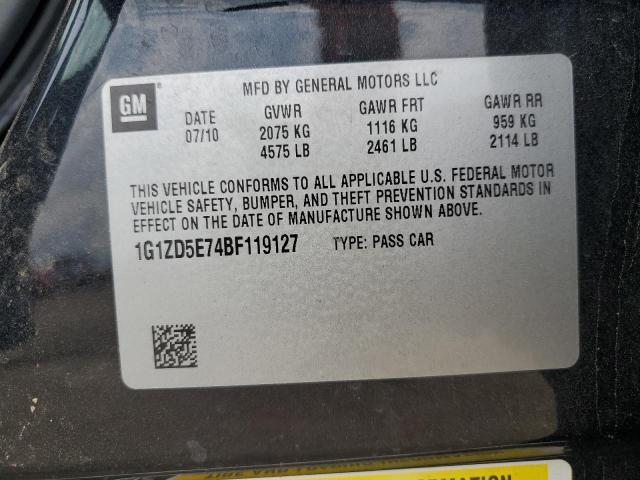 GM
MFD BY GENERAL MOTORS LLC
DATE GVWR GAWR FRT GAWR RR
07/10 2075 KG 1116 KG 959 KG
4575 LB 2461 LB 2114 LB
THIS VEHICLE CONFORMS TO ALL APPLICABLE U.S. FEDERAL MOTOR
VEHICLE SAFETY, BUMPER, AND THEFT PREVENTION STANDARDS IN
EFFECT ON THE DATE OF MANUFACTURE SHOWN ABOVE.
1G1ZD5E74BF119127 TYPE: PASS CAR